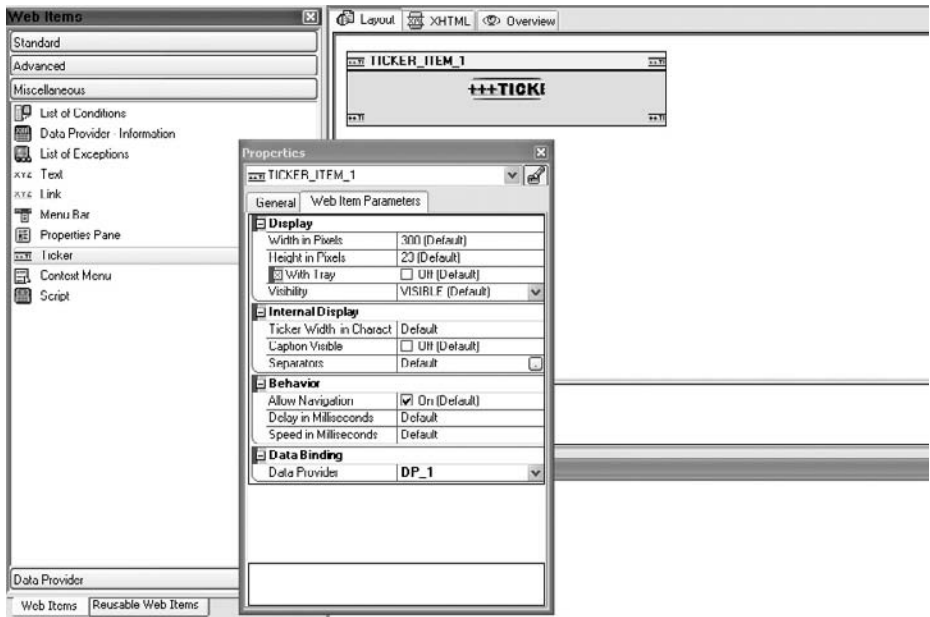 Web Items
Standard
Advanced
Miscellaneous
List of Conditions
Data Provider - Information
List of Exceptions
XYZ Text
XYZ Link
Menu Bar
Properties Pane
Ticker
Context Menu
Script
Data Provider
Web Items Reusable Web Items
Layout XHTML Overview
TICKER_ITEM_1
+++TICKE
Properties
TICKER_ITEM_1
General Web Item Parameters
Display
Width in Pixels 300 (Default)
Height in Pixels 23 (Default)
With Tray Off (Default)
Visibility VISIBLE (Default)
Internal Display
Ticker Width in Charact Default
Caption Visible Off (Default)
Separators Default
Behavior
Allow Navigation On (Default)
Delay in Milliseconds Default
Speed in Milliseconds Default
Data Binding
Data Provider DP_1